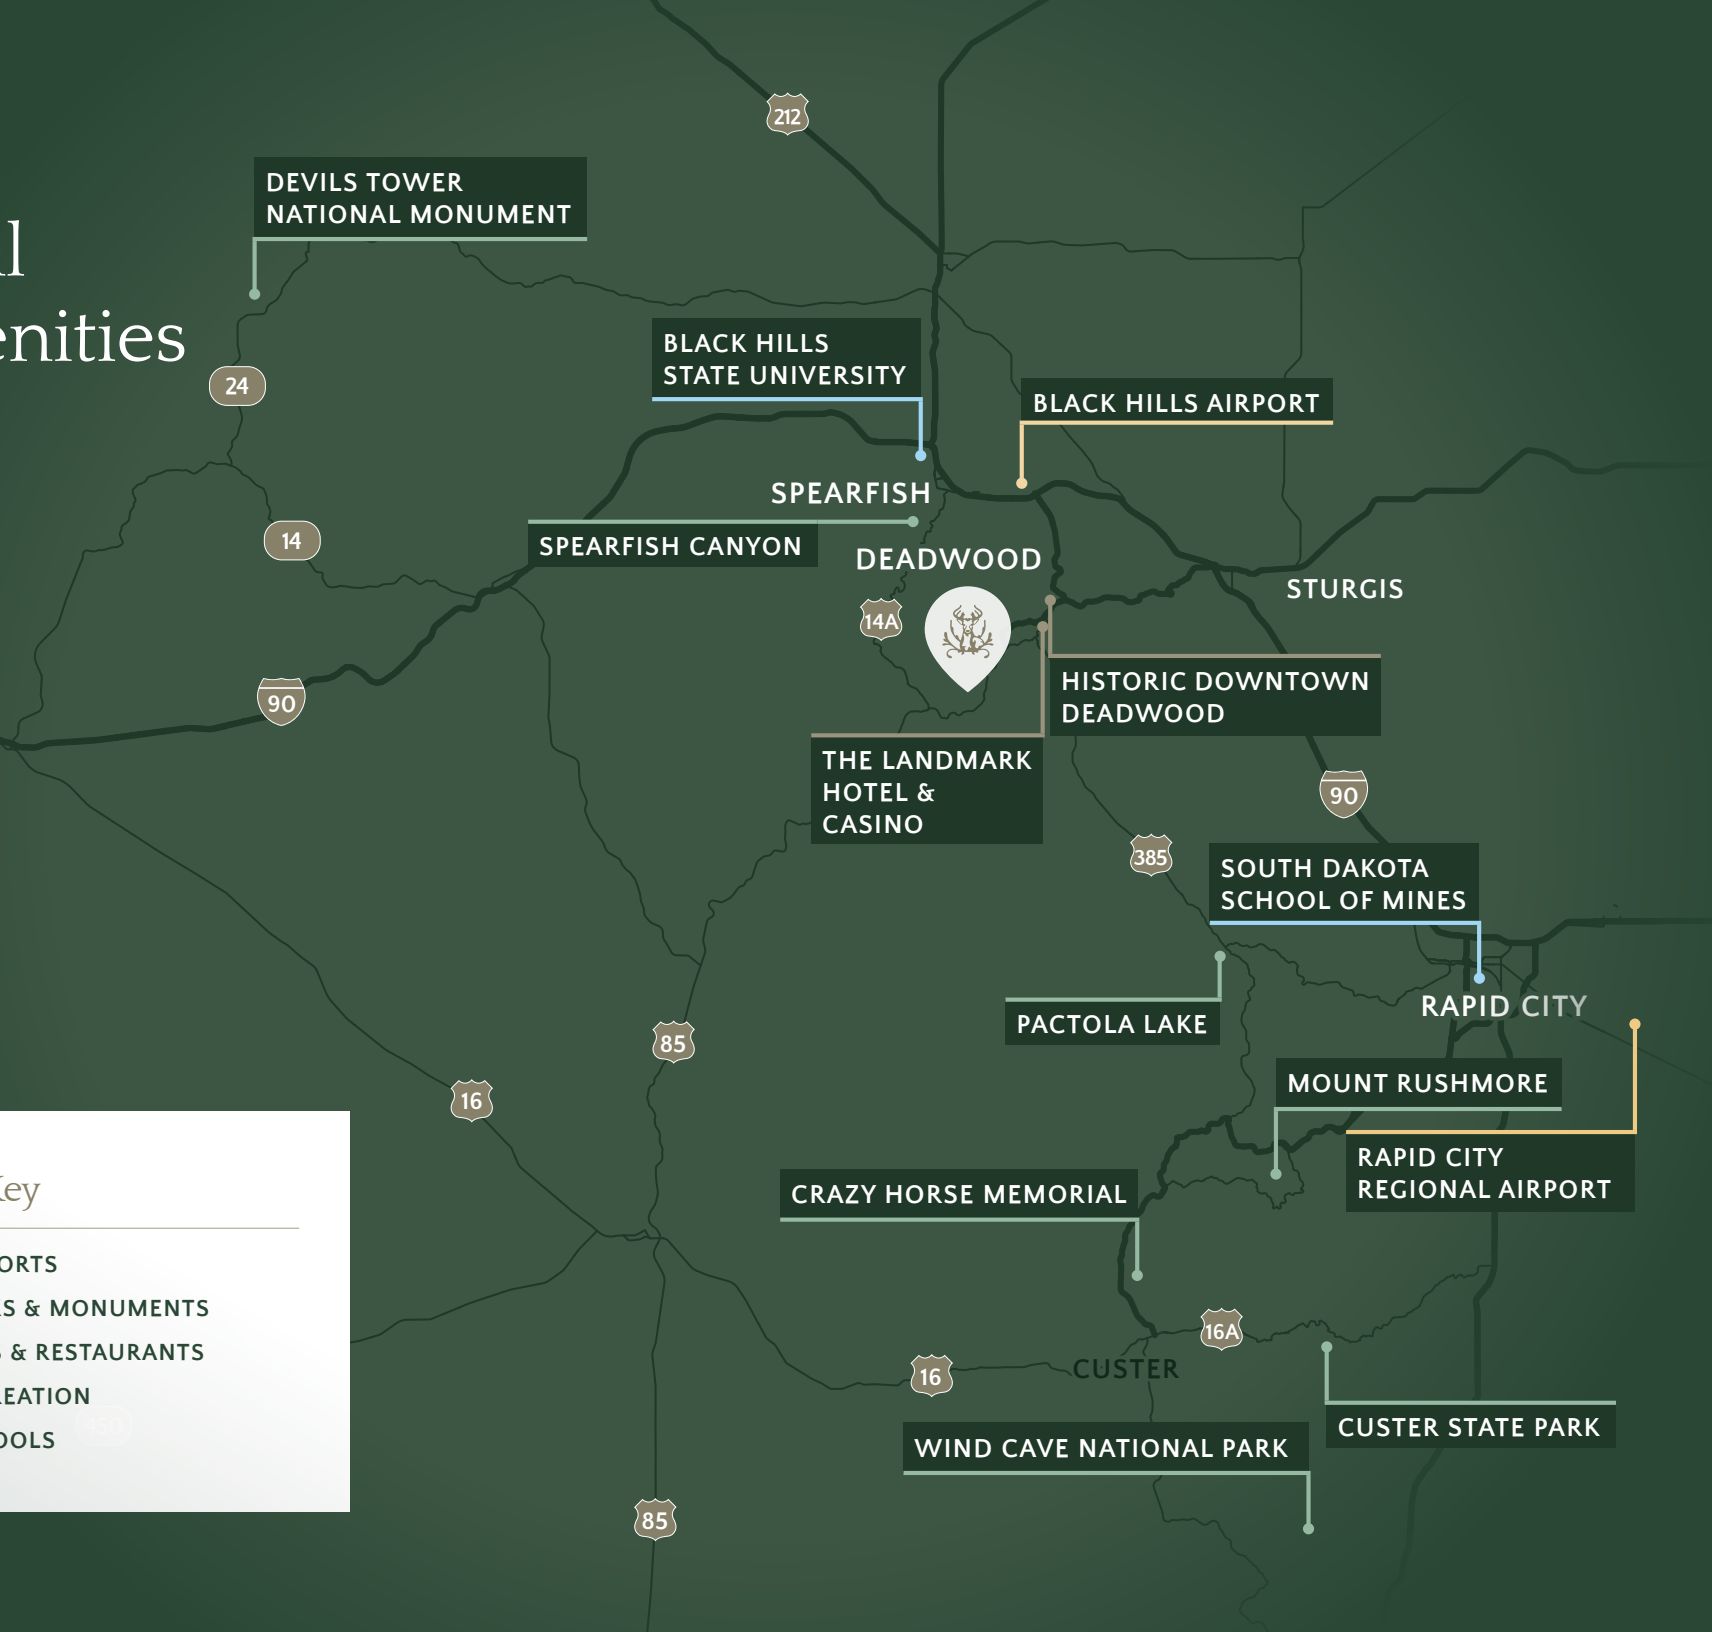 212
DEVILS TOWER
NATIONAL MONUMENT
enities
24
BLACK HILLS
STATE UNIVERSITY
BLACK HILLS AIRPORT
SPEARFISH
SPEARFISH CANYON
14
DEADWOOD
STURGIS
14A
HISTORIC DOWNTOWN
DEADWOOD
90
THE LANDMARK
HOTEL &
CASINO
90
385
SOUTH DAKOTA
SCHOOL OF MINES
PACTOLA LAKE
RAPID CITY
85
16
MOUNT RUSHMORE
RAPID CITY
REGIONAL AIRPORT
CRAZY HORSE MEMORIAL
Key
ORTS
S & MONUMENTS
& RESTAURANTS
EATION
450
OOLS
16A
CUSTER
16
CUSTER STATE PARK
WIND CAVE NATIONAL PARK
85